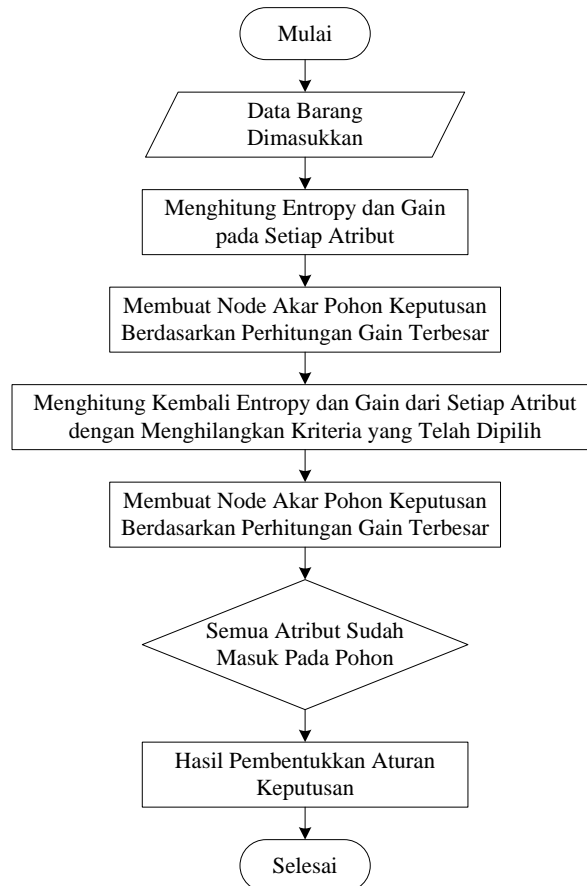 Mulai
Data Barang
Dimasukkan
Menghitung Entropy dan Gain
pada Setiap Atribut
Membuat Node Akar Pohon Keputusan
Berdasarkan Perhitungan Gain Terbesar
Menghitung Kembali Entropy dan Gain dari Setiap Atribut
dengan Menghilangkan Kriteria yang Telah Dipilih
Membuat Node Akar Pohon Keputusan
Berdasarkan Perhitungan Gain Terbesar
Semua Atribut Sudah
Masuk Pada Pohon
Hasil Pembentukkan Aturan
Keputusan
Selesai